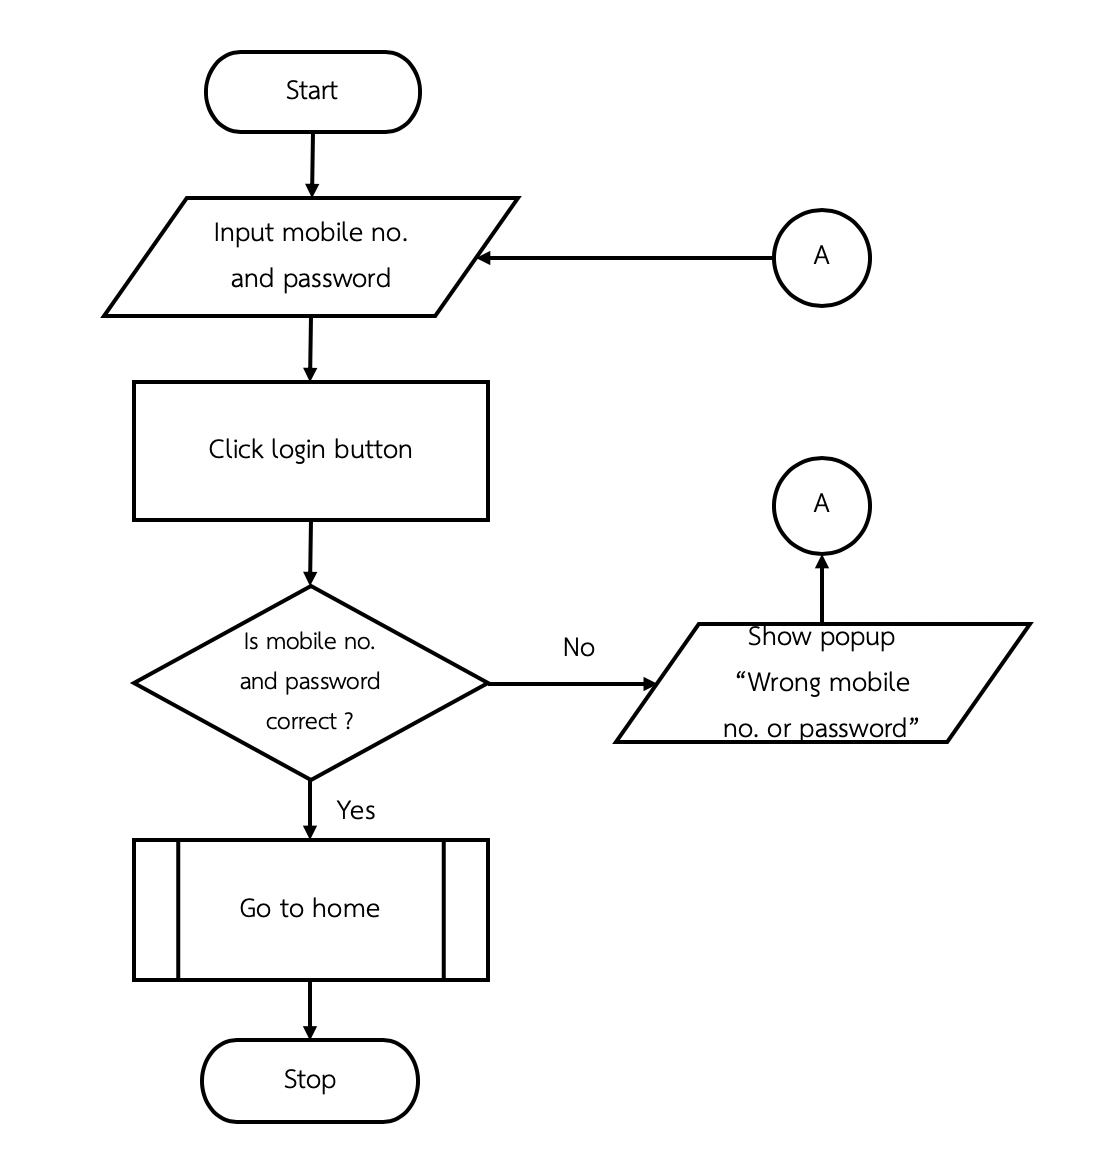 Start
Input mobile no.
and password
A
Click login button
A
Is mobile no.
and password
correct ?
No
Show popup
“Wrong mobile
no. or password”
Yes
Go to home
Stop